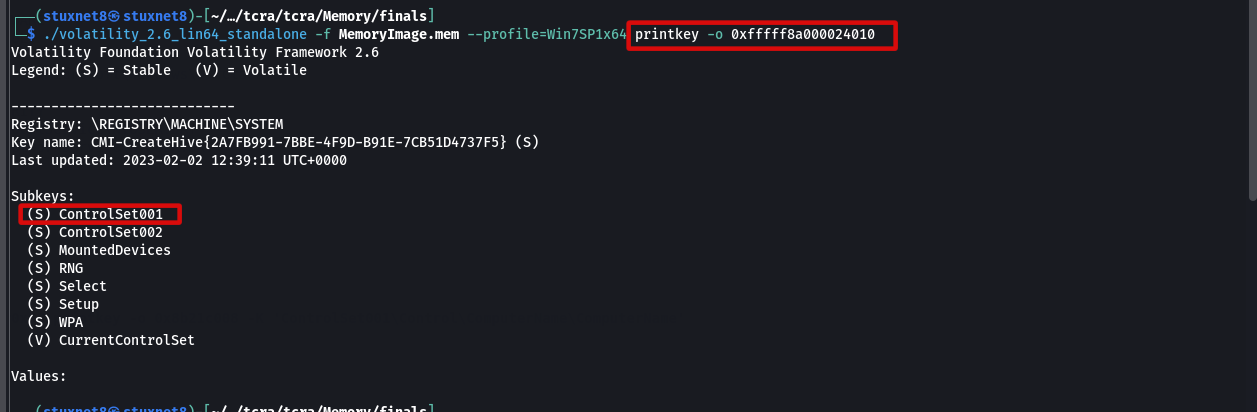 ┌──(stuxnet8㉿stuxnet8)-[~/…/tcra/tcra/Memory/finals]
└─$ ./volatility_2.6_lin64_standalone -f MemoryImage.mem --profile=Win7SP1x64 printkey -o 0xfffff8a000024010
Volatility Foundation Volatility Framework 2.6
Legend: (S) = Stable   (V) = Volatile

----------------------------
Registry: \REGISTRY\MACHINE\SYSTEM
Key name: CMI-CreateHive{2A7FB991-7BBE-4F9D-B91E-7CB51D4737F5} (S)
Last updated: 2023-02-02 12:39:11 UTC+0000

Subkeys:
  (S) ControlSet001
  (S) ControlSet002
  (S) MountedDevices
  (S) RNG
  (S) Select
  (S) Setup
  (S) WPA
  (V) CurrentControlSet

Values:

┌──(stuxnet8㉿stuxnet8)-[~/…/tcra/tcra/Memory/finals]